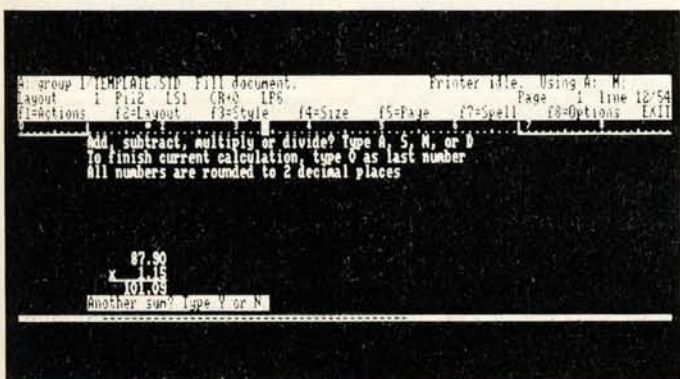 A: group 1/TEMPLATE.STD Fill document. Printer idle. Using A: M:
Layout 1 Pi12 LS1 CR+0 LP6 Page 1 line 12/54
f1=Actions f2=Layout f3=Style f4=Size f5=Page f7=Spell f8=Options EXIT
Add, subtract, multiply or divide? Type A, S, M, or D
To finish current calculation, type 0 as last number
All numbers are rounded to 2 decimal places
87.90
x 1.15
101.09
Another sum? Type Y or N